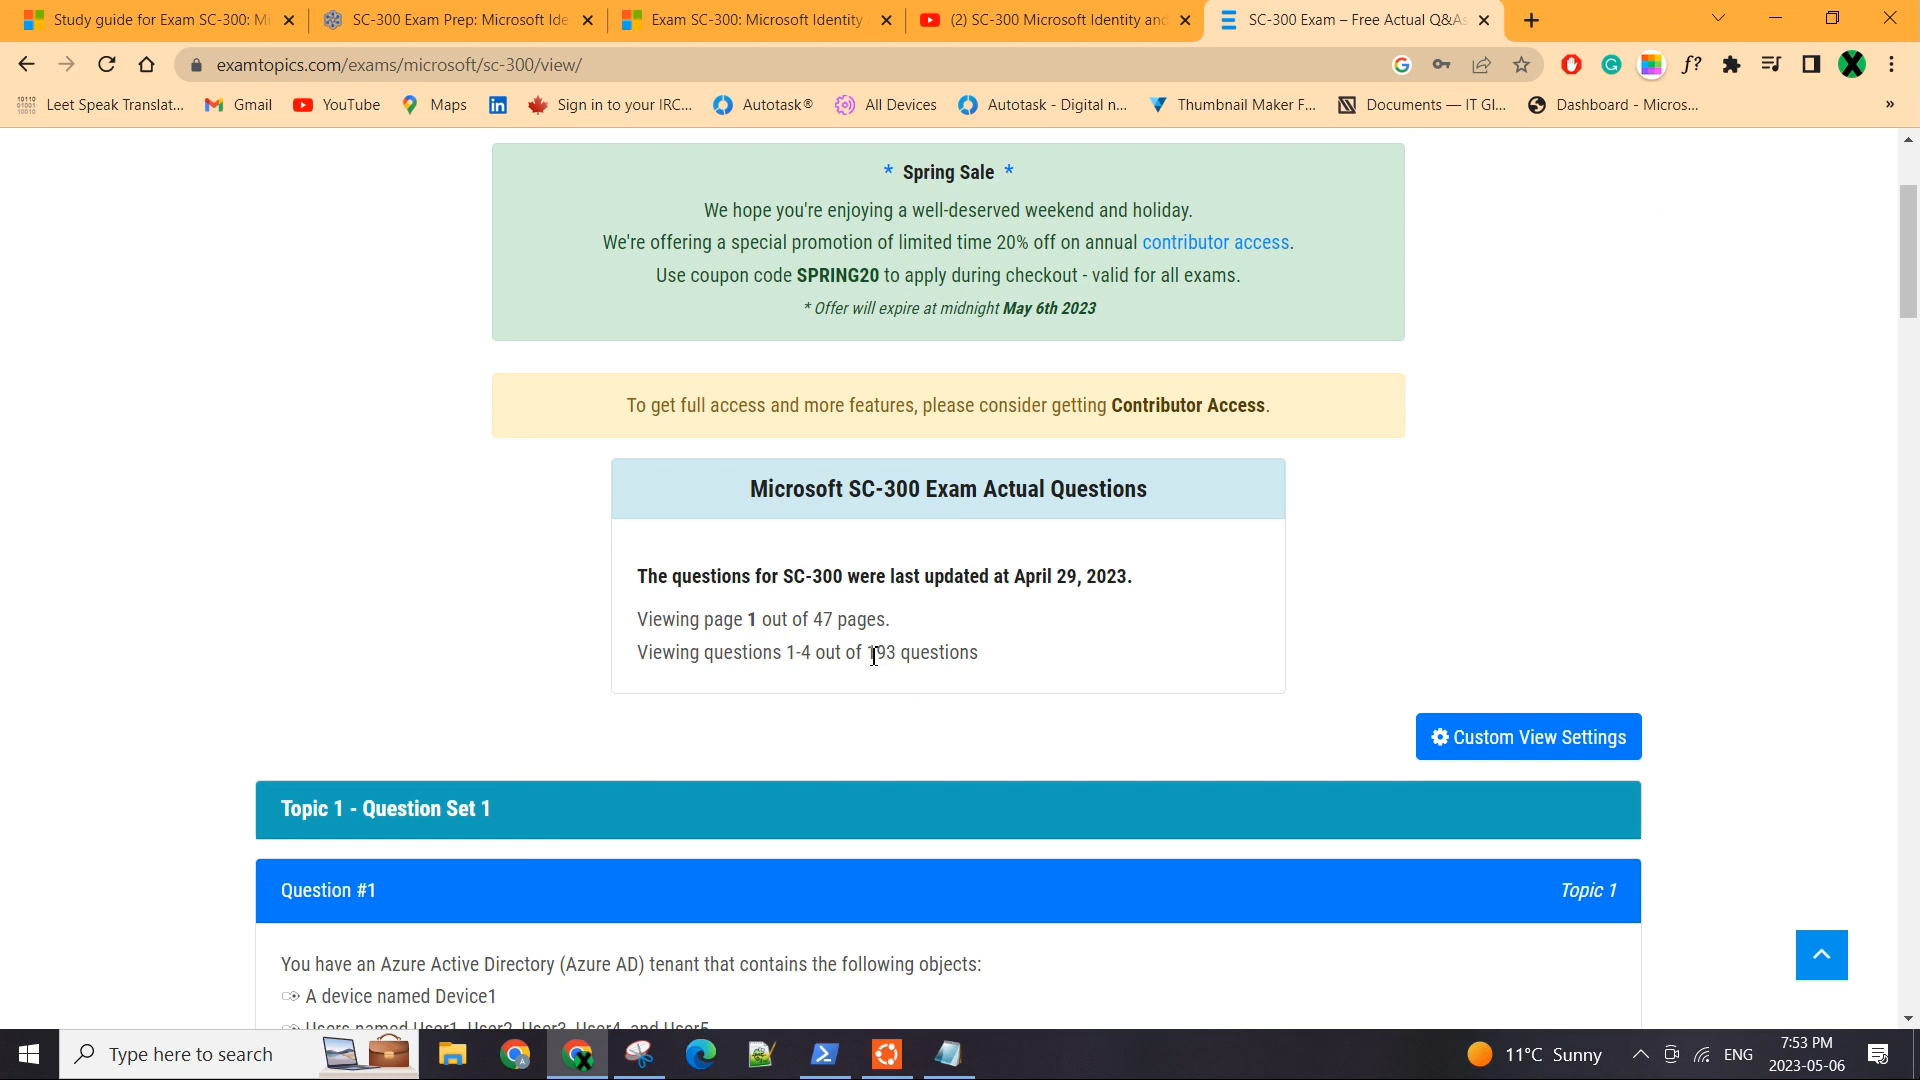 Study guide for Exam SC-300: Mi
SC-300 Exam Prep: Microsoft Ide
Exam SC-300: Microsoft Identity
(2) SC-300 Microsoft Identity and
SC-300 Exam – Free Actual Q&As
examtopics.com/exams/microsoft/sc-300/view/
Leet Speak Translat...
Gmail
YouTube
Maps
Sign in to your IRC...
Autotask®
All Devices
Autotask - Digital n...
Thumbnail Maker F...
Documents — IT Gl...
Dashboard - Micros...
* Spring Sale *
We hope you're enjoying a well-deserved weekend and holiday.
We're offering a special promotion of limited time 20% off on annual contributor access.
Use coupon code SPRING20 to apply during checkout - valid for all exams.
* Offer will expire at midnight May 6th 2023
To get full access and more features, please consider getting Contributor Access.
Microsoft SC-300 Exam Actual Questions
The questions for SC-300 were last updated at April 29, 2023.
Viewing page 1 out of 47 pages.
Viewing questions 1-4 out of 193 questions
Custom View Settings
Topic 1 - Question Set 1
Question #1
Topic 1
You have an Azure Active Directory (Azure AD) tenant that contains the following objects:
A device named Device1
Users named User1, User2, User3, User4, and User5
Type here to search
11°C Sunny
ENG
7:53 PM
2023-05-06